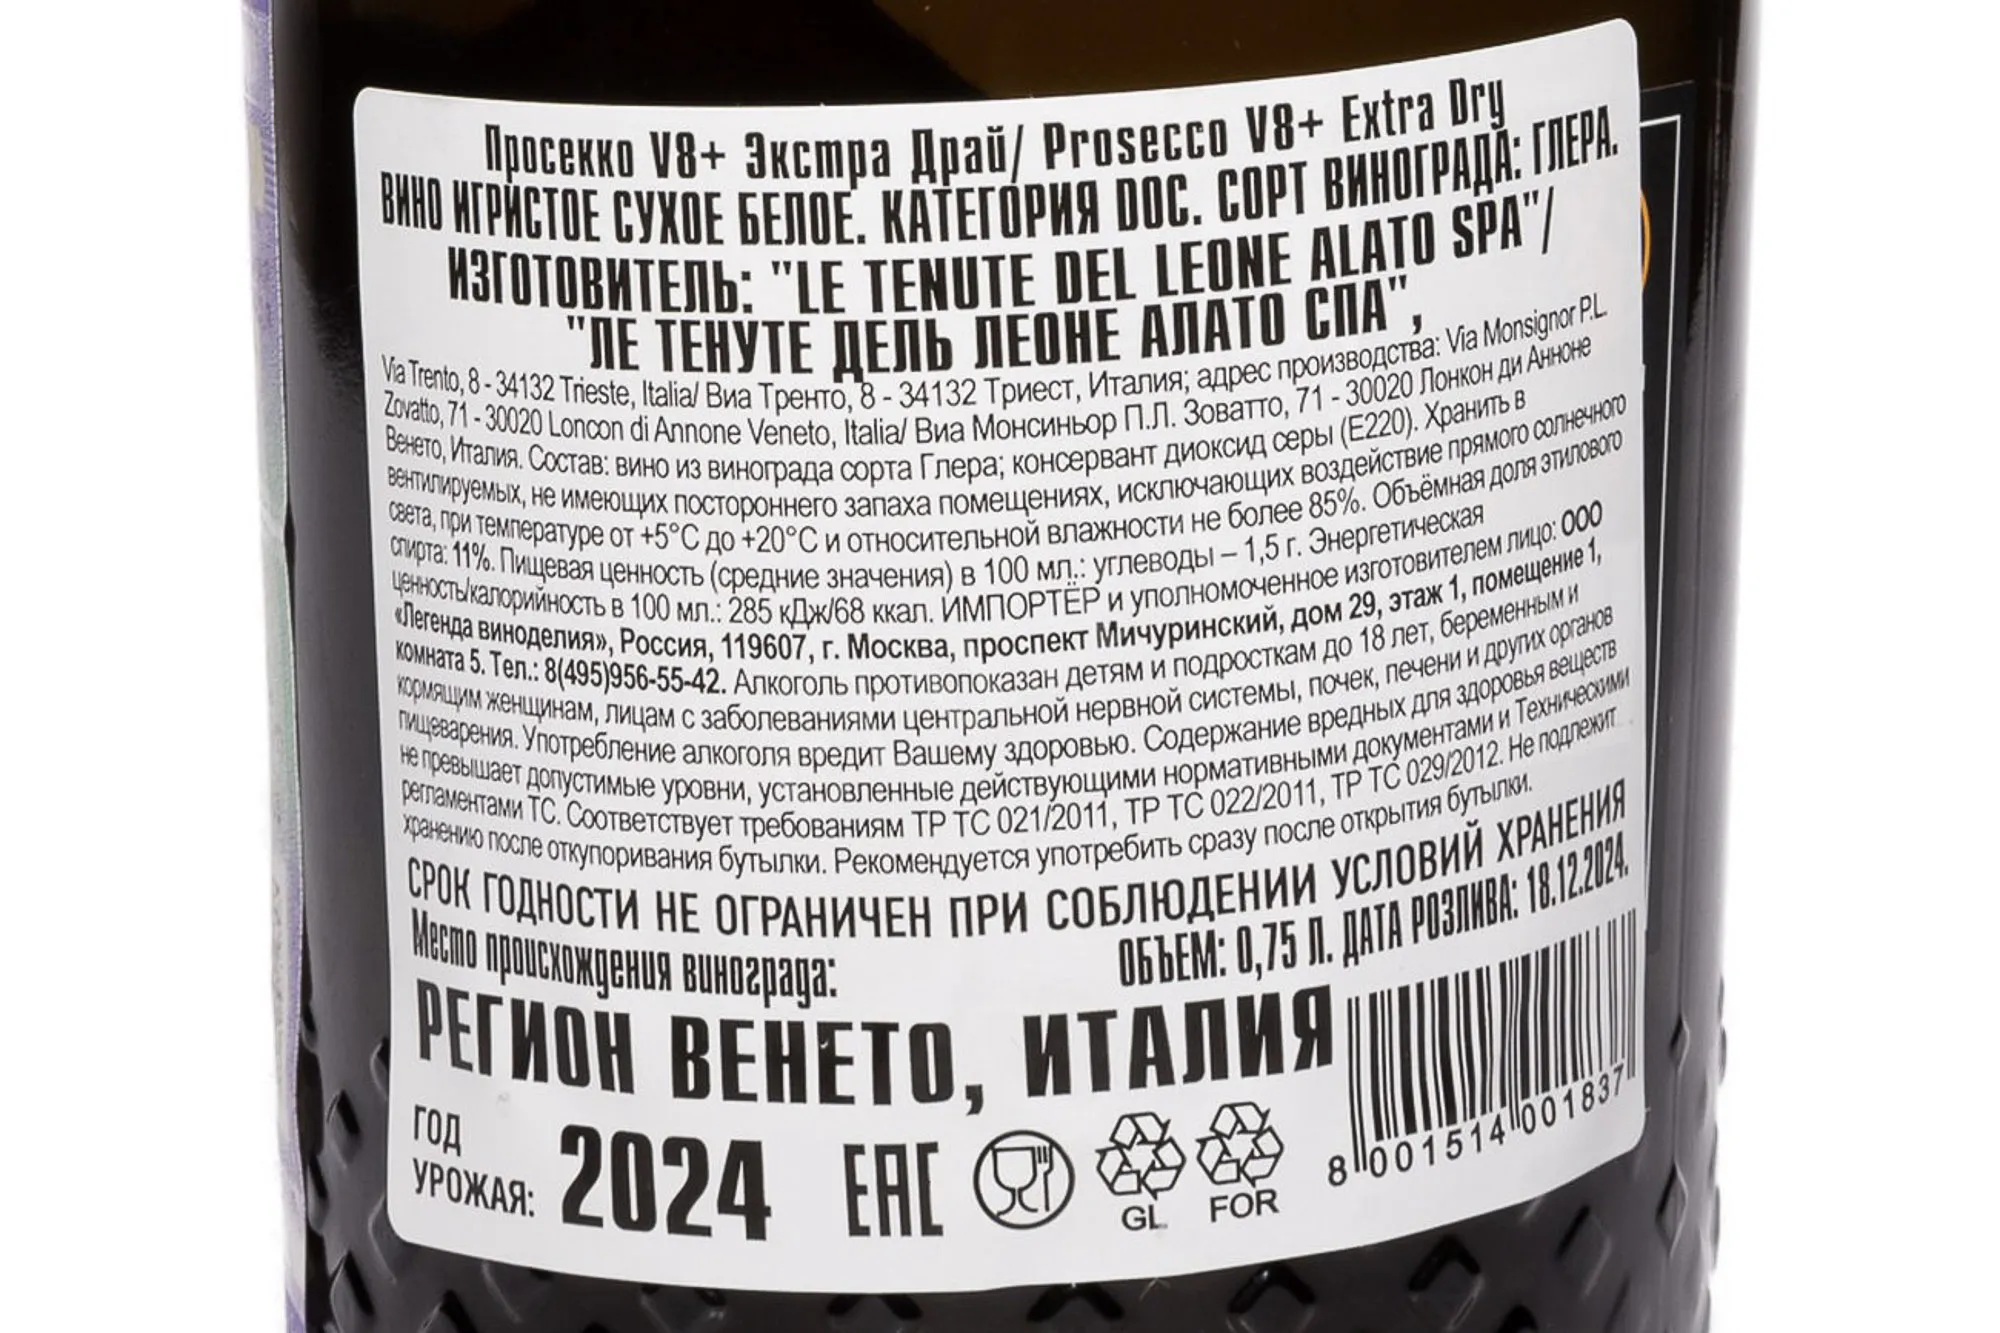 Просекко V8+ Экстра Драй/ Prosecco V8+ Extra Dry
ВИНО ИГРИСТОЕ СУХОЕ БЕЛОЕ. КАТЕГОРИЯ DOC. СОРТ ВИНОГРАДА: ГЛЕРА.
ИЗГОТОВИТЕЛЬ: "LE TENUTE DEL LEONE ALATO SPA"/
"ЛЕ ТЕНУТЕ ДЕЛЬ ЛЕОНЕ АЛАТО СПА",
Via Trento, 8 - 34132 Trieste, Italia/ Виа Тренто, 8 - 34132 Триест, Италия; адрес производства: Via Monsignor P.L.
Zovatto, 71 - 30020 Loncon di Annone Veneto, Italia/ Виа Монсиньор П.Л. Зоватто, 71 - 30020 Лонкон ди Анноне
Венето, Италия. Состав: вино из винограда сорта Глера; консервант диоксид серы (Е220). Хранить в
вентилируемых, не имеющих постороннего запаха помещениях, исключающих воздействие прямого солнечного
света, при температуре от +5°С до +20°С и относительной влажности не более 85%. Объёмная доля этилового
спирта: 11%. Пищевая ценность (средние значения) в 100 мл.: углеводы – 1,5 г. Энергетическая
ценность/калорийность в 100 мл.: 285 кДж/68 ккал. ИМПОРТЁР и уполномоченное изготовителем лицо: ООО
«Легенда виноделия», Россия, 119607, г. Москва, проспект Мичуринский, дом 29, этаж 1, помещение 1,
комната 5. Тел.: 8(495)956-55-42. Алкоголь противопоказан детям и подросткам до 18 лет, беременным и
кормящим женщинам, лицам с заболеваниями центральной нервной системы, почек, печени и других органов
пищеварения. Употребление алкоголя вредит Вашему здоровью. Содержание вредных для здоровья веществ
не превышает допустимые уровни, установленные действующими нормативными документами и Техническими
регламентами ТС. Соответствует требованиям ТР ТС 021/2011, ТР ТС 022/2011, ТР ТС 029/2012. Не подлежит
хранению после откупоривания бутылки. Рекомендуется употребить сразу после открытия бутылки.
СРОК ГОДНОСТИ НЕ ОГРАНИЧЕН ПРИ СОБЛЮДЕНИИ УСЛОВИЙ ХРАНЕНИЯ
ОБЪЕМ: 0,75 Л. ДАТА РОЗЛИВА: 18.12.2024.
Место происхождения винограда:
РЕГИОН ВЕНЕТО, ИТАЛИЯ
ГОД
УРОЖАЯ: 2024
EAC
GL
FOR
8 001514 001837